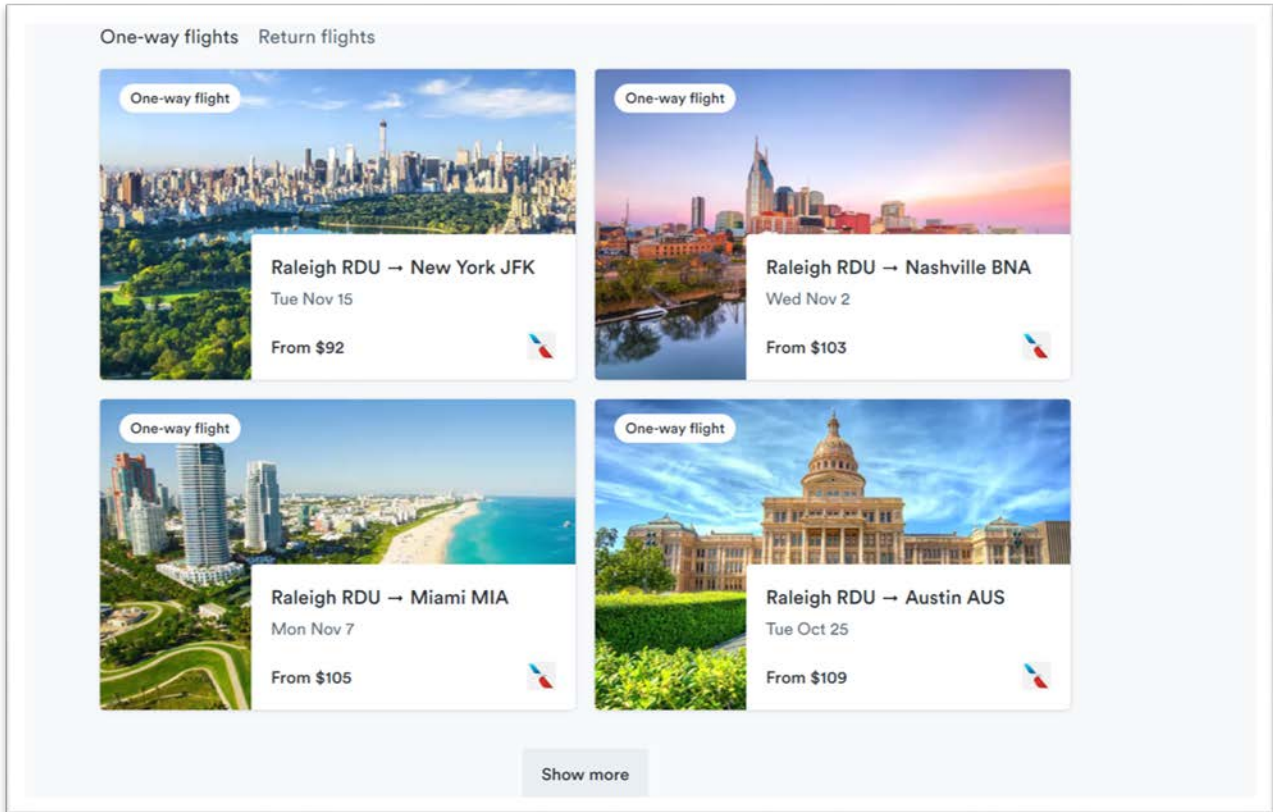 One-way flights Return flights
One-way flight
Raleigh RDU → New York JFK
Tue Nov 15
From $92
One-way flight
Raleigh RDU → Nashville BNA
Wed Nov 2
From $103
One-way flight
Raleigh RDU → Miami MIA
Mon Nov 7
From $105
One-way flight
Raleigh RDU → Austin AUS
Tue Oct 25
From $109
Show more